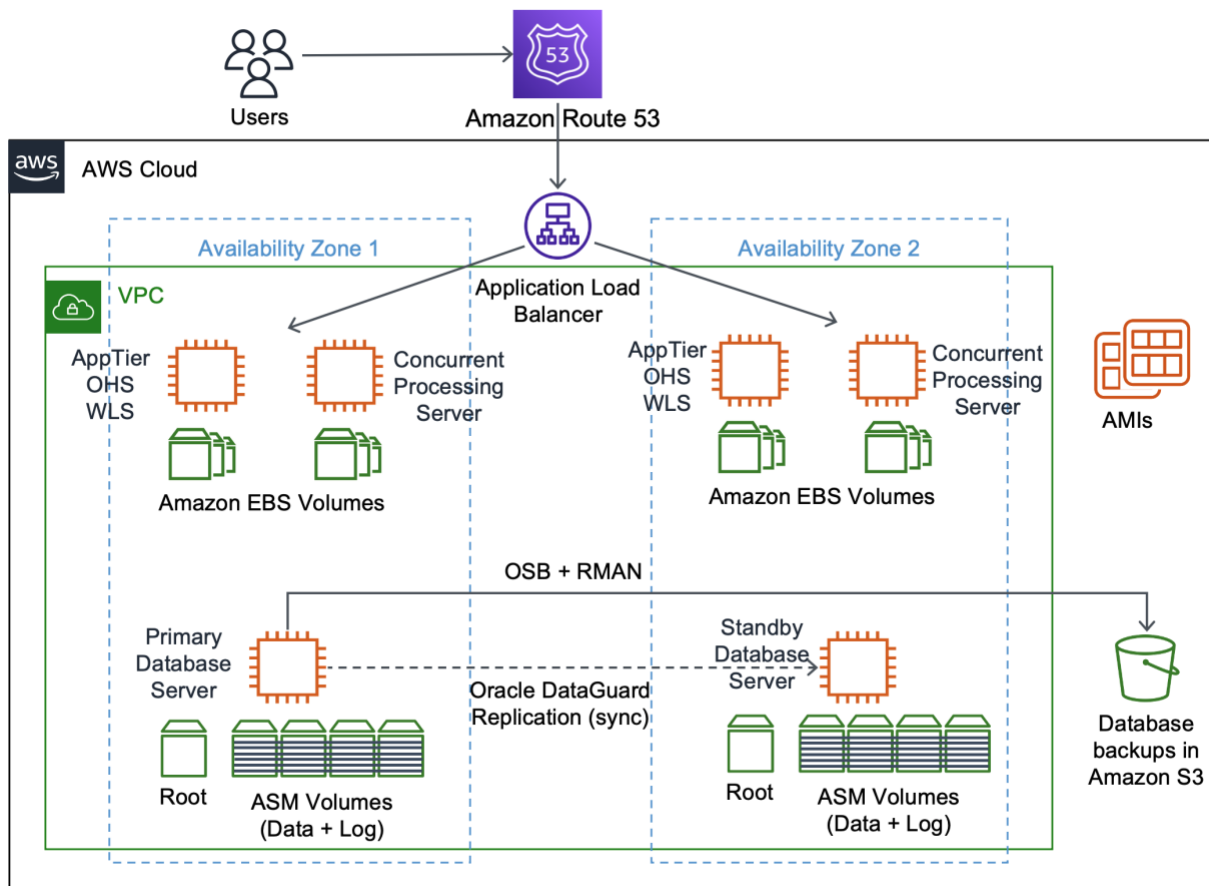 53
Users
Amazon Route 53
aws
AWS Cloud
Availability Zone 1
Availability Zone 2
VPC
Application Load
Balancer
AppTier
OHS
WLS
Concurrent
Processing
Server
AppTier
OHS
WLS
Concurrent
Processing
Server
AMIs
Amazon EBS Volumes
Amazon EBS Volumes
OSB + RMAN
Primary
Database
Server
Standby
Database
Server
Oracle DataGuard
Replication (sync)
Database
backups in
Amazon S3
Root
ASM Volumes
(Data + Log)
Root
ASM Volumes
(Data + Log)